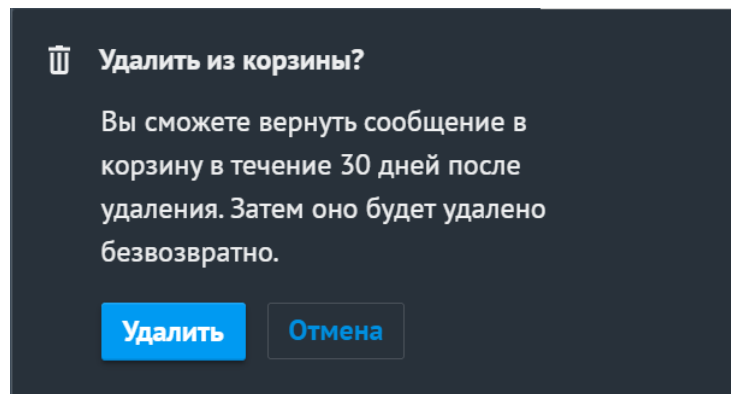 Удалить из корзины?
Вы сможете вернуть сообщение в
корзину в течение 30 дней после
удаления. Затем оно будет удалено
безвозвратно.
Удалить
Отмена